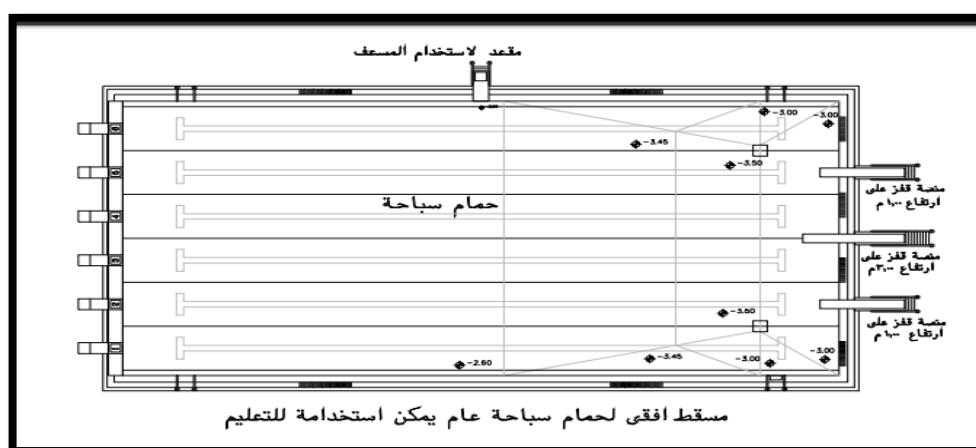 مقعد لاستخدام المسعف
-3.00
-3.00
-3.45
-3.50
منصة قفز على
ارتفاع ١,٠٠م
حمام سباحة
منصة قفز على
ارتفاع ٣,٠٠م
-3.50
منصة قفز على
ارتفاع ١,٠٠م
-2.60
-3.45
-3.00
-3.00
مسقط افقى لحمام سباحة عام يمكن استخدامة للتعليم